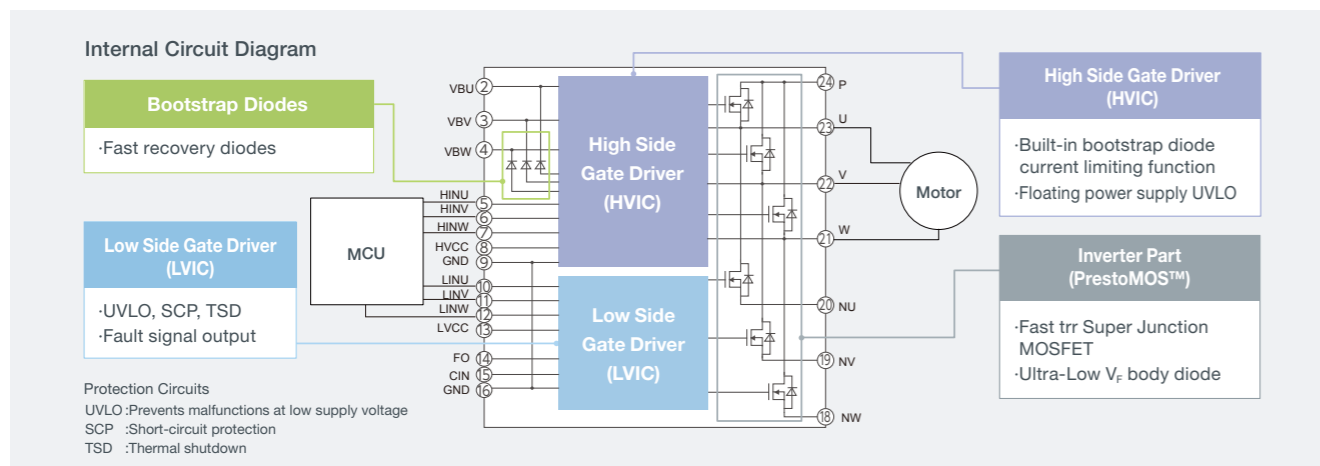 Internal Circuit Diagram
Bootstrap Diodes
·Fast recovery diodes
Low Side Gate Driver
(LVIC)
·UVLO, SCP, TSD
·Fault signal output
Protection Circuits
UVLO :Prevents malfunctions at low supply voltage
SCP :Short-circuit protection
TSD :Thermal shutdown
MCU
VBU 2
VBV 3
VBW 4
HINU 5
HINV 6
HINW 7
HVCC 8
GND 9
LINU 10
LINV 11
LINW 12
LVCC 13
FO 14
CIN 15
GND 16
High Side
Gate Driver
(HVIC)
Low Side
Gate Driver
(LVIC)
24 P
23 U
22 V
21 W
20 NU
19 NV
18 NW
Motor
High Side Gate Driver
(HVIC)
·Built-in bootstrap diode
current limiting function
·Floating power supply UVLO
Inverter Part
(PrestoMOS™)
·Fast trr Super Junction
MOSFET
·Ultra-Low VF body diode